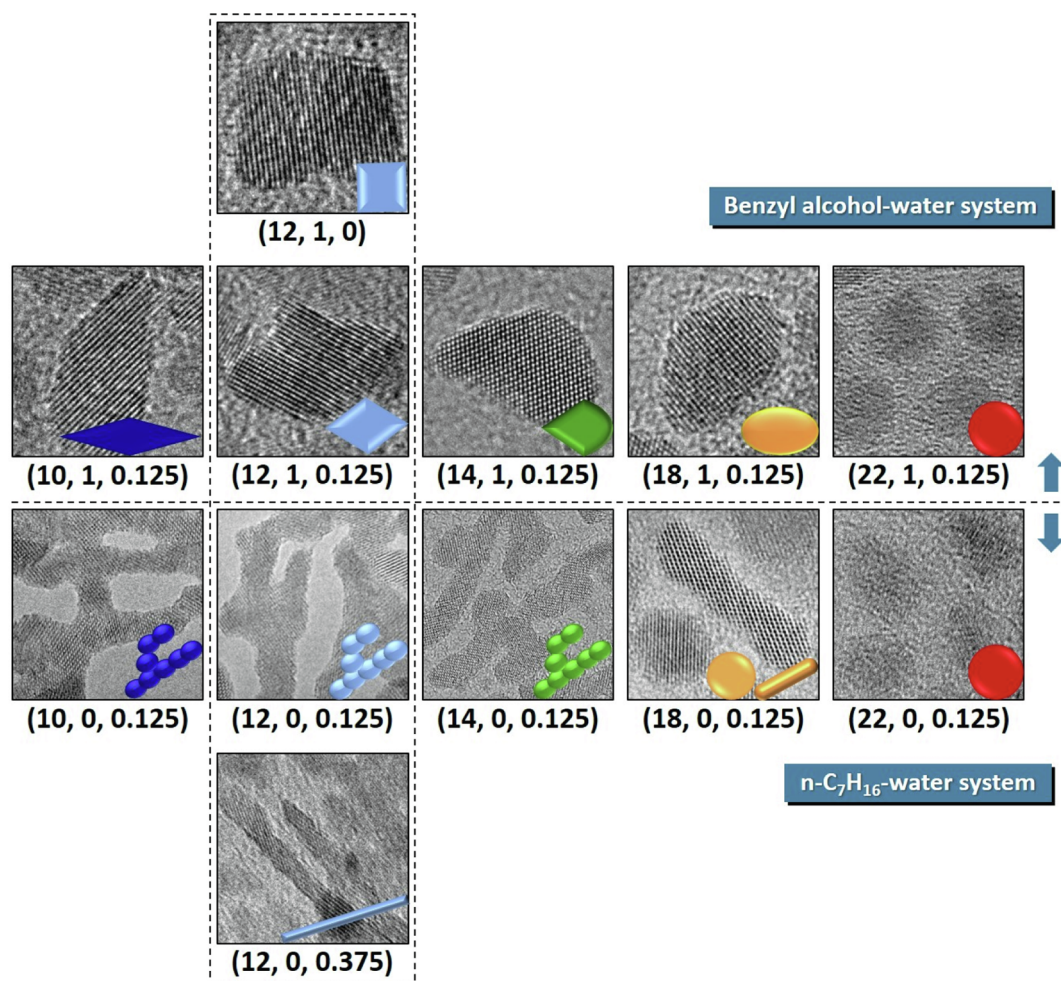 (12, 1, 0)
Benzyl alcohol-water system
(10, 1, 0.125)
(12, 1, 0.125)
(14, 1, 0.125)
(18, 1, 0.125)
(22, 1, 0.125)
(10, 0, 0.125)
(12, 0, 0.125)
(14, 0, 0.125)
(18, 0, 0.125)
(22, 0, 0.125)
n-C₇H₁₆-water system
(12, 0, 0.375)